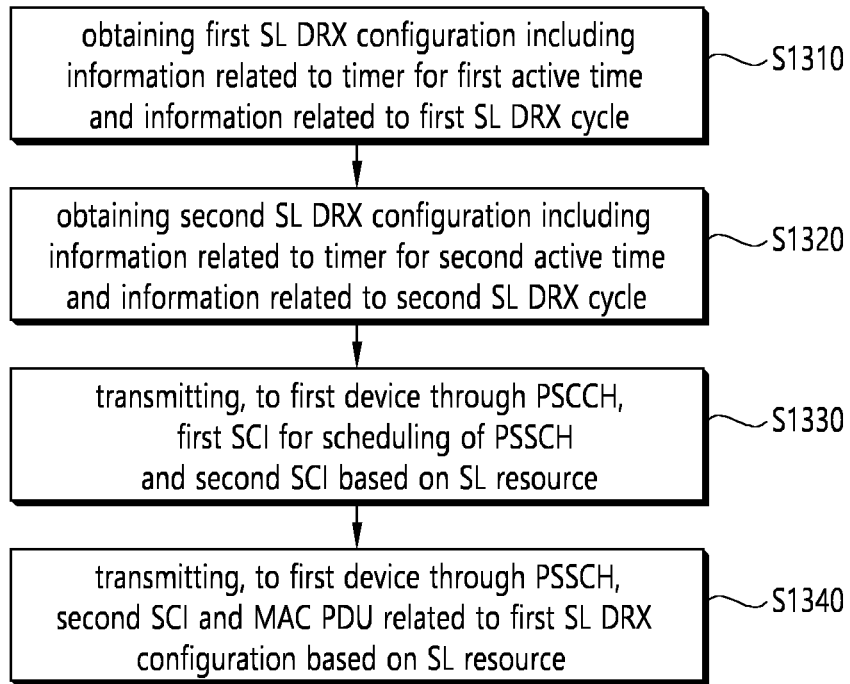 obtaining first SL DRX configuration including
information related to timer for first active time
and information related to first SL DRX cycle
S1310
obtaining second SL DRX configuration including
information related to timer for second active time
and information related to second SL DRX cycle
S1320
transmitting, to first device through PSCCH,
first SCI for scheduling of PSSCH
and second SCI based on SL resource
S1330
transmitting, to first device through PSSCH,
second SCI and MAC PDU related to first SL DRX
configuration based on SL resource
S1340